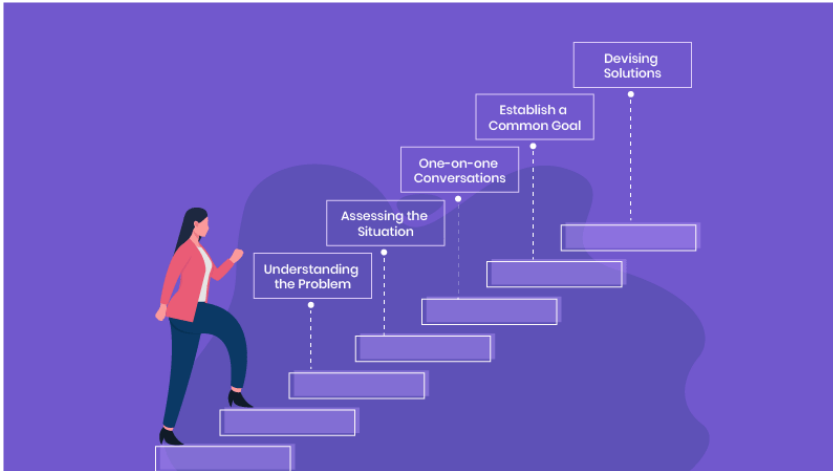 Devising
Solutions
Establish a
Common Goal
One-on-one
Conversations
Assessing the
Situation
Understanding
the Problem